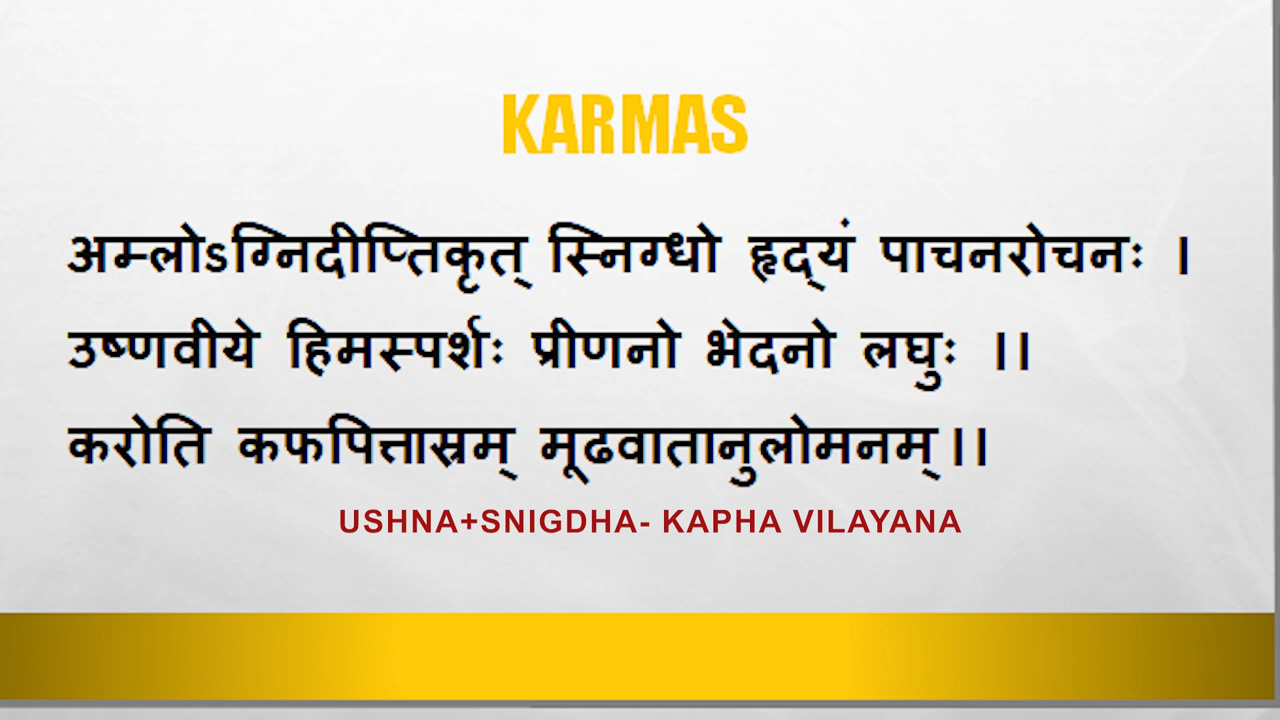 KARMAS
अम्लोऽग्निदीप्तिकृत् स्निग्धो हृद्यं पाचनरोचनः ।
उष्णवीये हिमस्पर्शः प्रीणनो भेदनो लघुः ।।
करोति कफपित्तास्रम् मूढवातानुलोमनम् ।।
USHNA+SNIGDHA- KAPHA VILAYANA